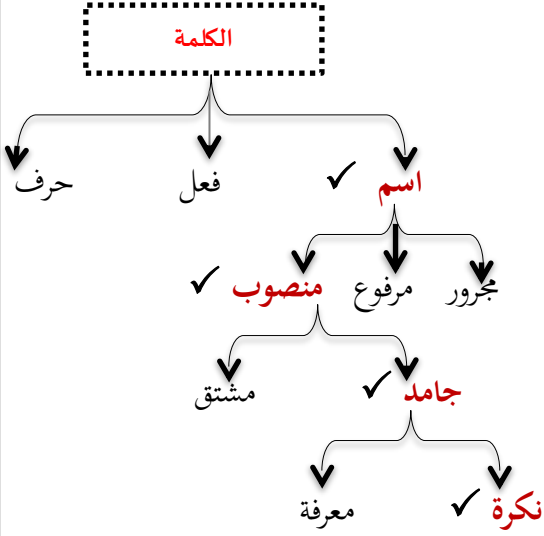 الكلمة
اسم فعل حرف
مجرور مرفوع منصوب
جامد مشتق
نكرة معرفة